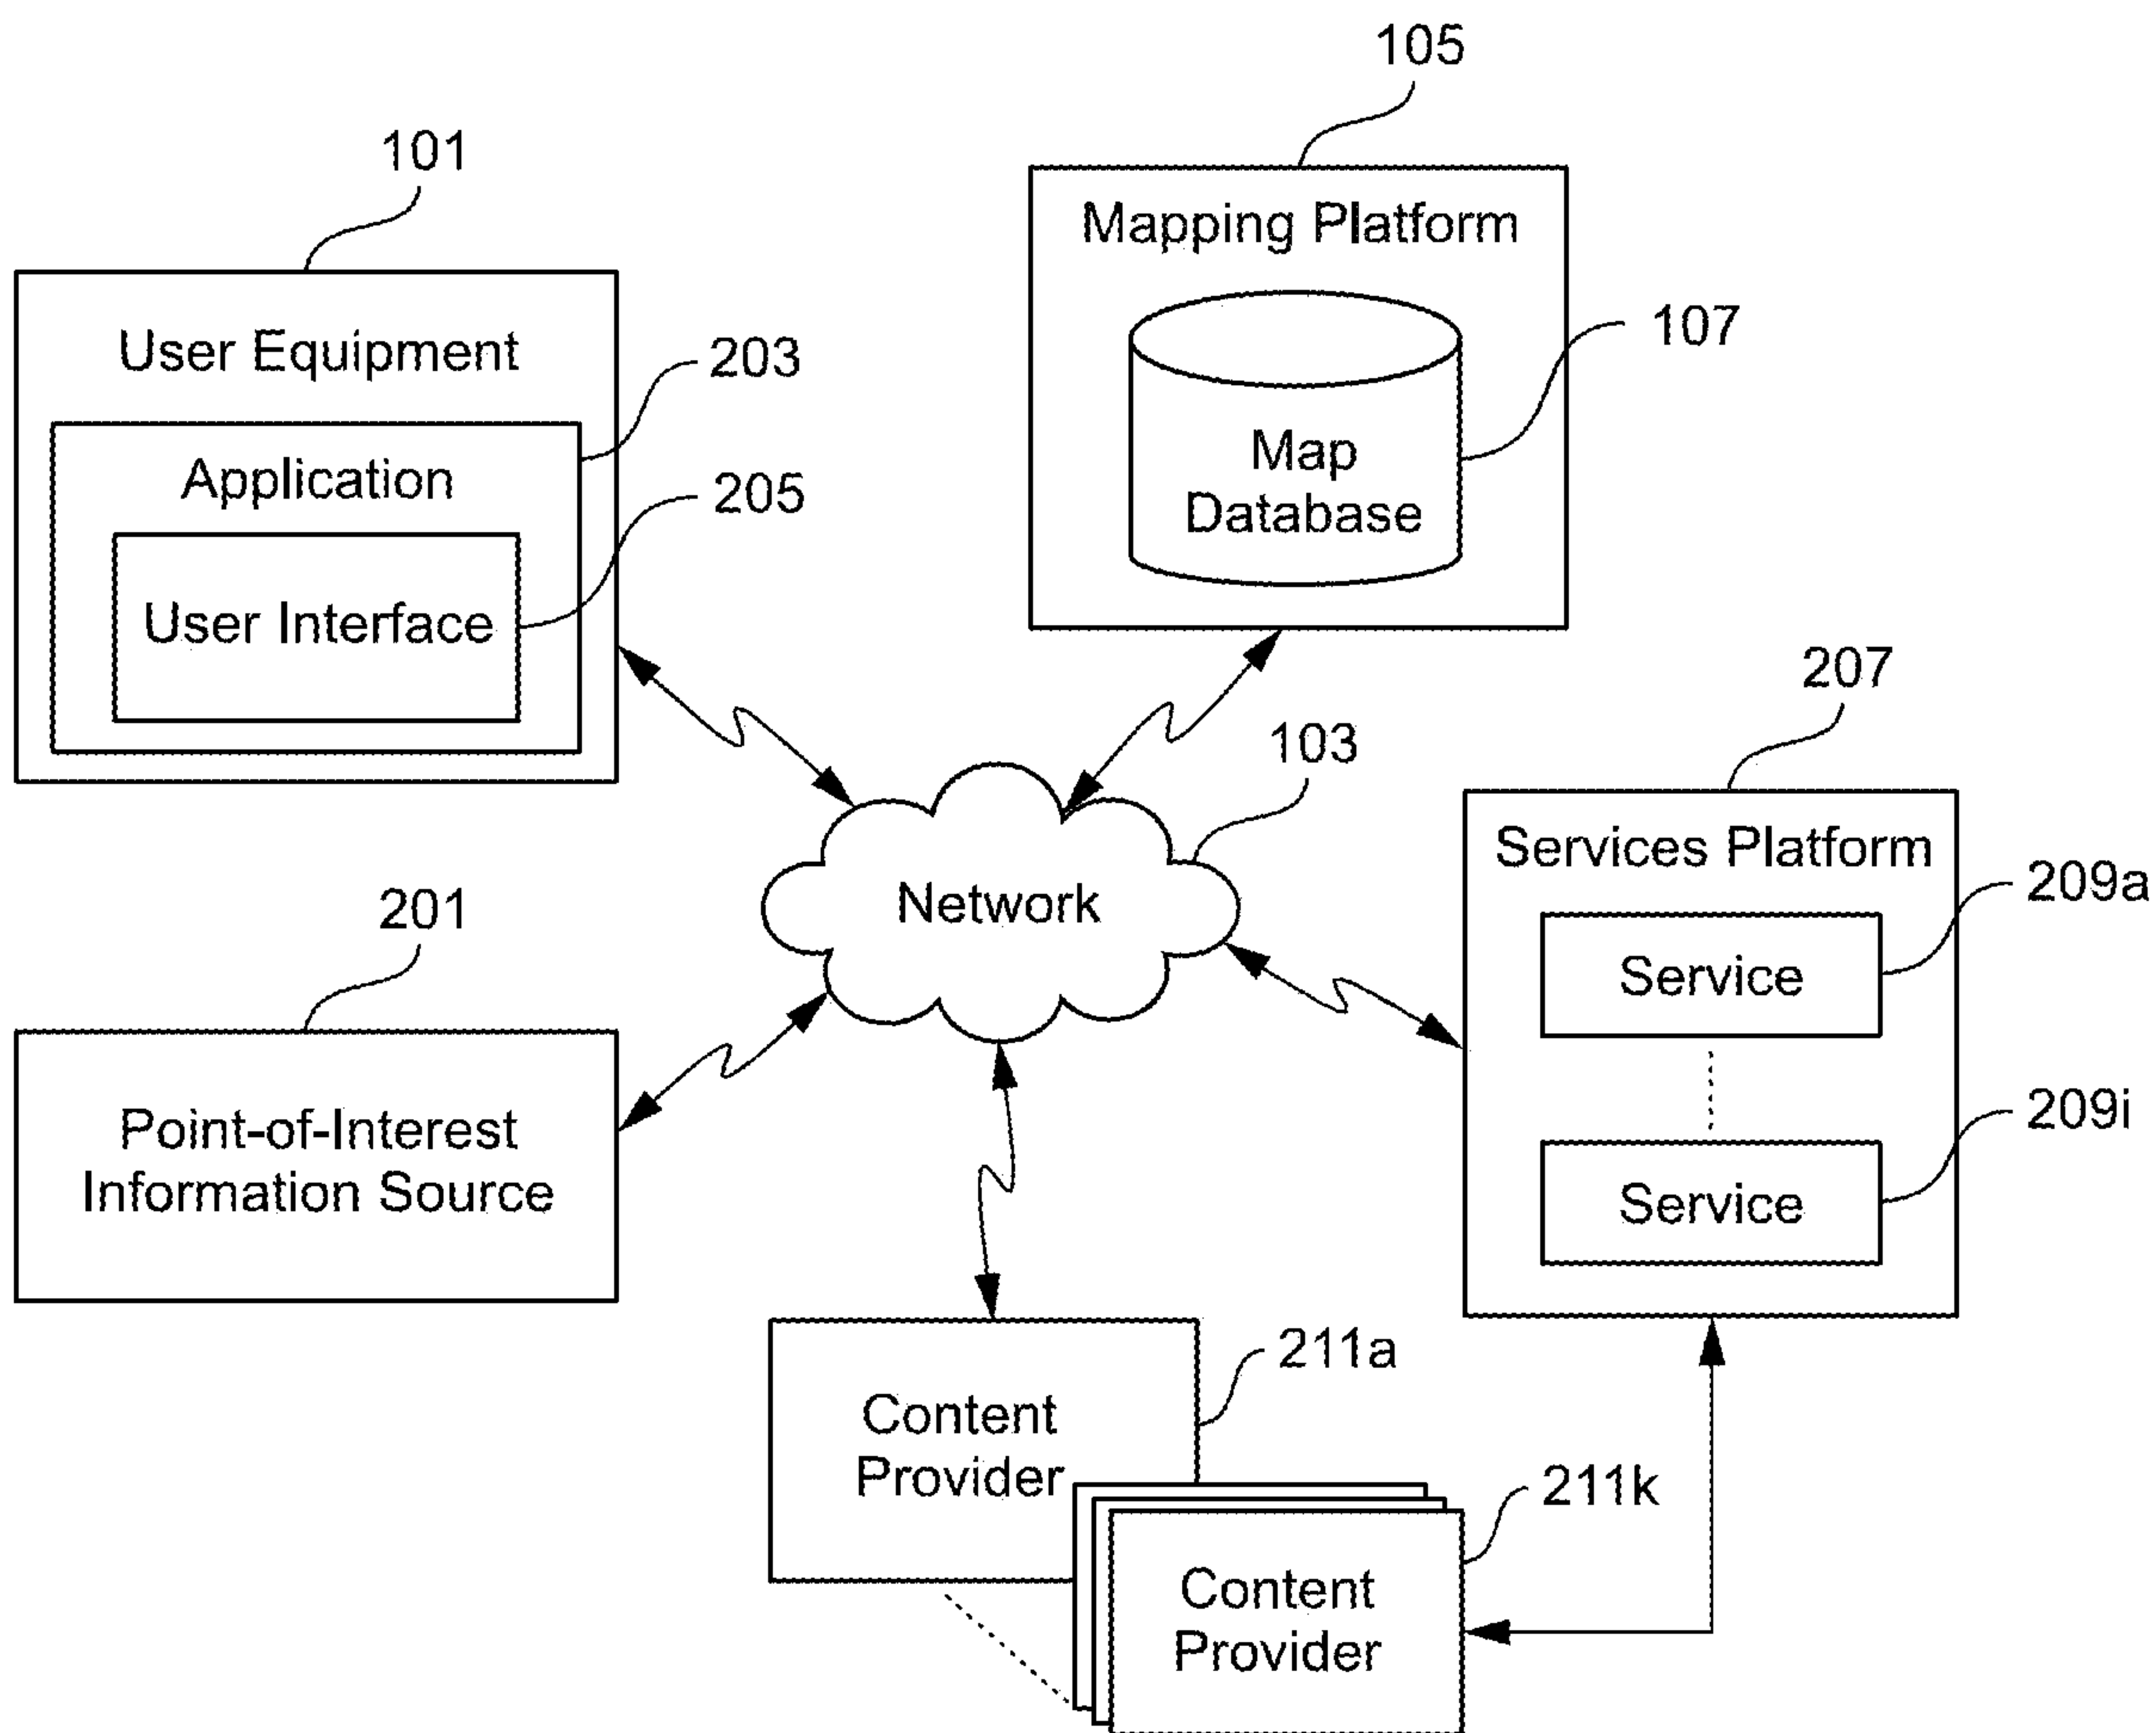 105
101
Mapping Platform
User Equipment
107
203
Map
Database
Application
205
User Interface
207
103
Services Platform
209a
Network
201
Service
209i
Point-of-Interest
Information Source
Service
211a
Content
Provider
211k
Content
Provider